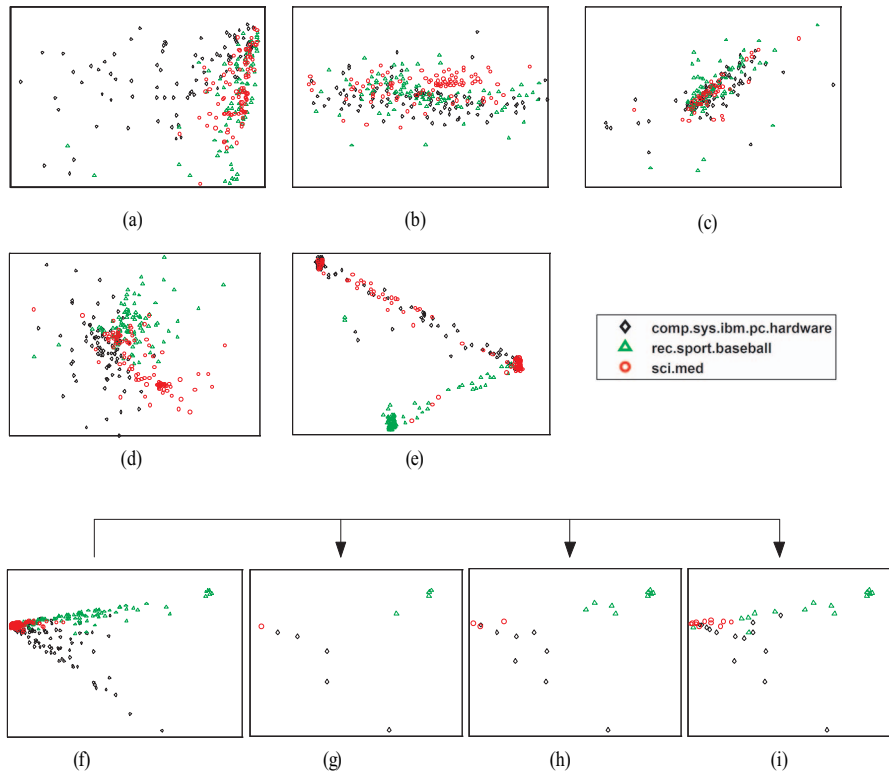 (a)
(b)
(c)
(d)
(e)
comp.sys.ibm.pc.hardware
rec.sport.baseball
sci.med
(f)
(g)
(h)
(i)